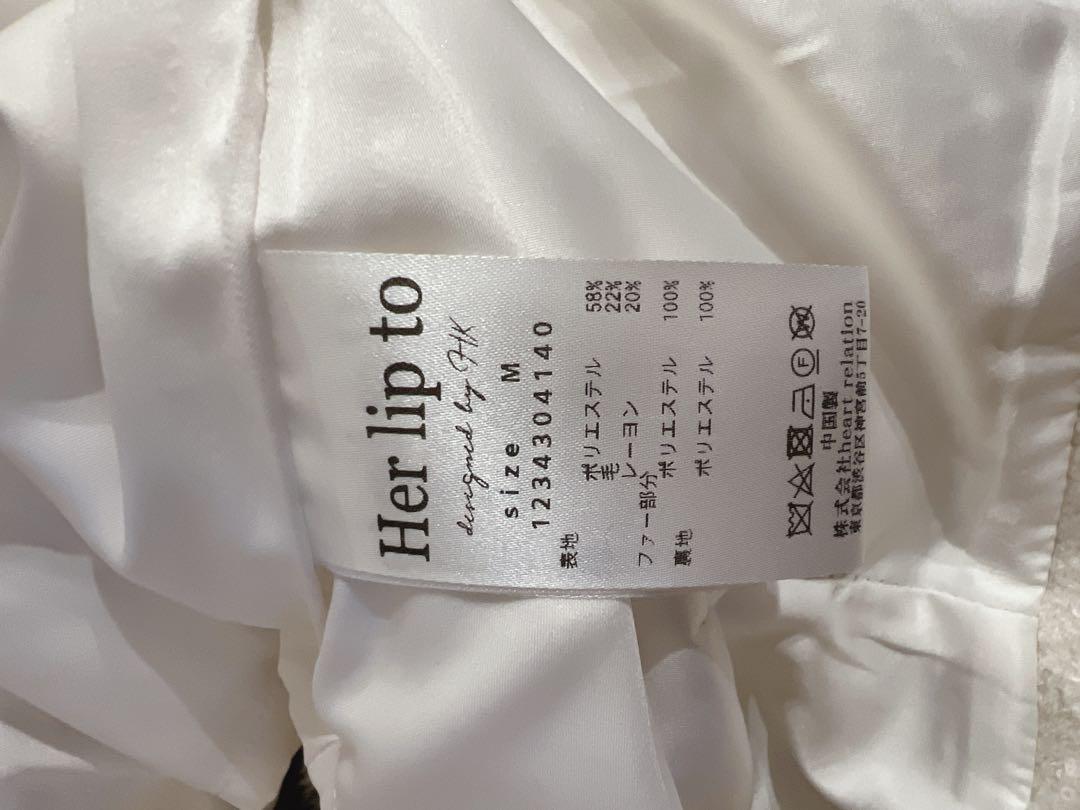 Her lip to
designed by HK
size M
12343304140
表地
ポリエステル 58%
毛 22%
レーヨン 20%
ファー部分
ポリエステル 100%
裏地
ポリエステル 100%
中国製
株式会社heart relation
東京都渋谷区神宮前5丁目7-20